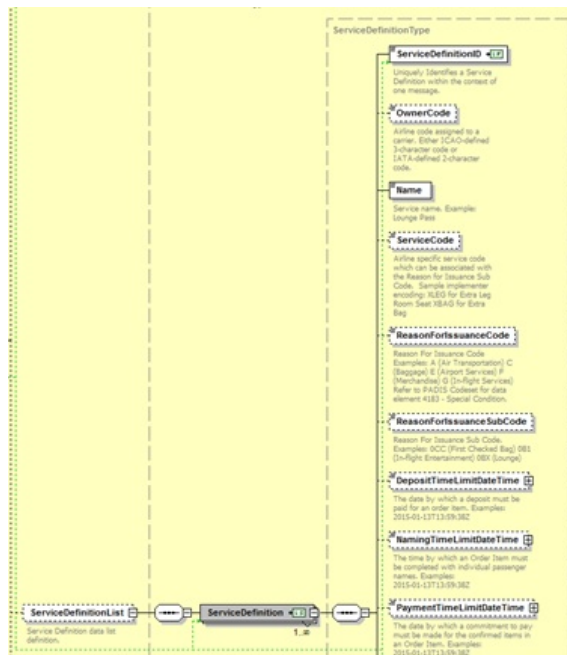 ServiceDefinitionType
ServiceDefinitionID
Uniquely Identifies a Service
Definition within the context of
one message.
OwnerCode
Airline code assigned to a
carrier. Either ICAO-defined
3-character code or
IATA-defined 2-character
code.
Name
Service name. Example:
Lounge Pass
ServiceCode
Airline specific service code
which can be associated with
the Reason for Issuance Sub
Code. Sample implementer
encoding: XLEG for Extra Leg
Room Seat XBAG for Extra
Bag
ReasonForIssuanceCode
Reason For Issuance Code
Examples: A (Air Transportation) C
(Baggage) E (Airport Services) F
(Merchandise) G (In-flight Services)
Refer to PADIS Codeset for data
element 4183 - Special Condition.
ReasonForIssuanceSubCode
Reason For Issuance Sub Code.
Examples: 0CC (First Checked Bag) 0B1
(In-flight Entertainment) 0BX (Lounge)
DepositTimeLimitDateTime
The date by which a deposit must be
paid for an order item. Examples:
2015-01-13T13:59:38Z
NamingTimeLimitDateTime
The time by which an Order Item must
be completed with individual passenger
names. Examples:
2015-01-13T13:59:38Z
ServiceDefinitionList
Service Definition data list
definition.
ServiceDefinition
1..∞
PaymentTimeLimitDateTime
The date by which a commitment to pay
must be made for the confirmed items in
an Order. Examples:
2015-01-13T13:59:38Z